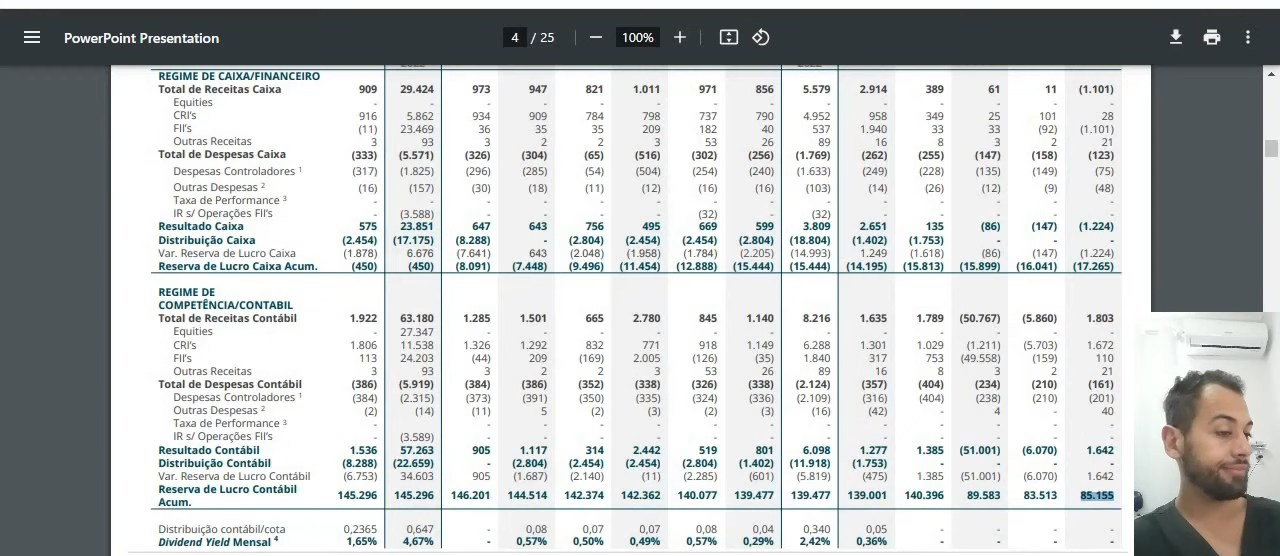 PowerPoint Presentation 4 / 25 100%
REGIME DE CAIXA/FINANCEIRO
Total de Receitas Caixa 909 29.424 973 947 821 1.011 971 856 5.579 2.914 389 61 11 (1.101)
Equities - - - - - - - - - - - - - -
CRI's 916 5.862 934 909 784 798 737 790 4.952 958 349 25 101 28
FII's (11) 23.469 36 35 35 209 182 40 537 1.940 33 33 (92) (1.101)
Outras Receitas 3 93 3 2 2 3 53 26 89 16 8 3 2 21
Total de Despesas Caixa (333) (5.571) (326) (304) (65) (516) (302) (256) (1.769) (262) (255) (147) (158) (123)
Despesas Controladores 1 (317) (1.825) (296) (285) (54) (504) (254) (240) (1.633) (249) (228) (135) (149) (75)
Outras Despesas 2 (16) (157) (30) (18) (11) (12) (16) (16) (103) (14) (26) (12) (9) (48)
Taxa de Performance 3 - - - - - - - - - - - - - -
IR s/ Operações FII's - (3.588) - - - - (32) - (32) - - - - -
Resultado Caixa 575 23.851 647 643 756 495 669 599 3.809 2.651 135 (86) (147) (1.224)
Distribuição Caixa (2.454) (17.175) (8.288) - (2.804) (2.454) (2.454) (2.804) (18.804) (1.402) (1.753) - - -
Var. Reserva de Lucro Caixa (1.878) 6.676 (7.641) 643 (2.048) (1.958) (1.784) (2.205) (14.993) 1.249 (1.618) (86) (147) (1.224)
Reserva de Lucro Caixa Acum. (450) (450) (8.091) (7.448) (9.496) (11.454) (12.888) (15.444) (15.444) (14.195) (15.813) (15.899) (16.041) (17.265)
REGIME DE
COMPETÊNCIA/CONTABIL
Total de Receitas Contábil 1.922 63.180 1.285 1.501 665 2.780 845 1.140 8.216 1.635 1.789 (50.767) (5.860) 1.803
Equities - 27.347 - - - - - - - - - - - -
CRI's 1.806 11.538 1.326 1.292 832 771 918 1.149 6.288 1.301 1.029 (1.211) (5.703) 1.672
FII's 113 24.203 (44) 209 (169) 2.005 (126) (35) 1.840 317 753 (49.558) (159) 110
Outras Receitas 3 93 3 2 2 3 53 26 89 16 8 3 2 21
Total de Despesas Contábil (386) (5.919) (384) (386) (352) (338) (326) (338) (2.124) (357) (404) (234) (210) (161)
Despesas Controladores 1 (384) (2.315) (373) (391) (350) (335) (324) (336) (2.109) (316) (404) (238) (210) (201)
Outras Despesas 2 (2) (14) (11) 5 (2) (3) (2) (3) (16) (42) - 4 - 40
Taxa de Performance 3 - - - - - - - - - - - - - -
IR s/ Operações FII's - (3.589) - - - - - - - - - - - -
Resultado Contábil 1.536 57.263 905 1.117 314 2.442 519 801 6.098 1.277 1.385 (51.001) (6.070) 1.642
Distribuição Contábil (8.288) (22.659) - (2.804) (2.454) (2.454) (2.804) (1.402) (11.918) (1.753) - - - -
Var. Reserva de Lucro Contábil (6.753) 34.603 905 (1.687) (2.140) (11) (2.285) (601) (5.819) (475) 1.385 (51.001) (6.070) 1.642
Reserva de Lucro Contábil
Acum. 145.296 145.296 146.201 144.514 142.374 142.362 140.077 139.477 139.477 139.001 140.396 89.583 83.513 85.155
Distribuição contábil/cota 0,2365 0,647 - 0,08 0,07 0,07 0,08 0,04 0,340 0,05 - - - -
Dividend Yield Mensal 4 1,65% 4,67% - 0,57% 0,50% 0,49% 0,57% 0,29% 2,42% 0,36% - - - -